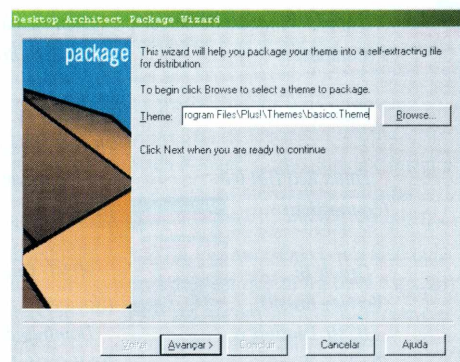 Desktop Architect Package Wizard
package
This wizard will help you package your theme into a self-extracting file
for distribution.
To begin click Browse to select a theme to package.
Theme: rogram Files\Plus!\Themes\basico.Theme Browse...
Click Next when you are ready to continue
< Voltar Avançar > Concluir Cancelar Ajuda